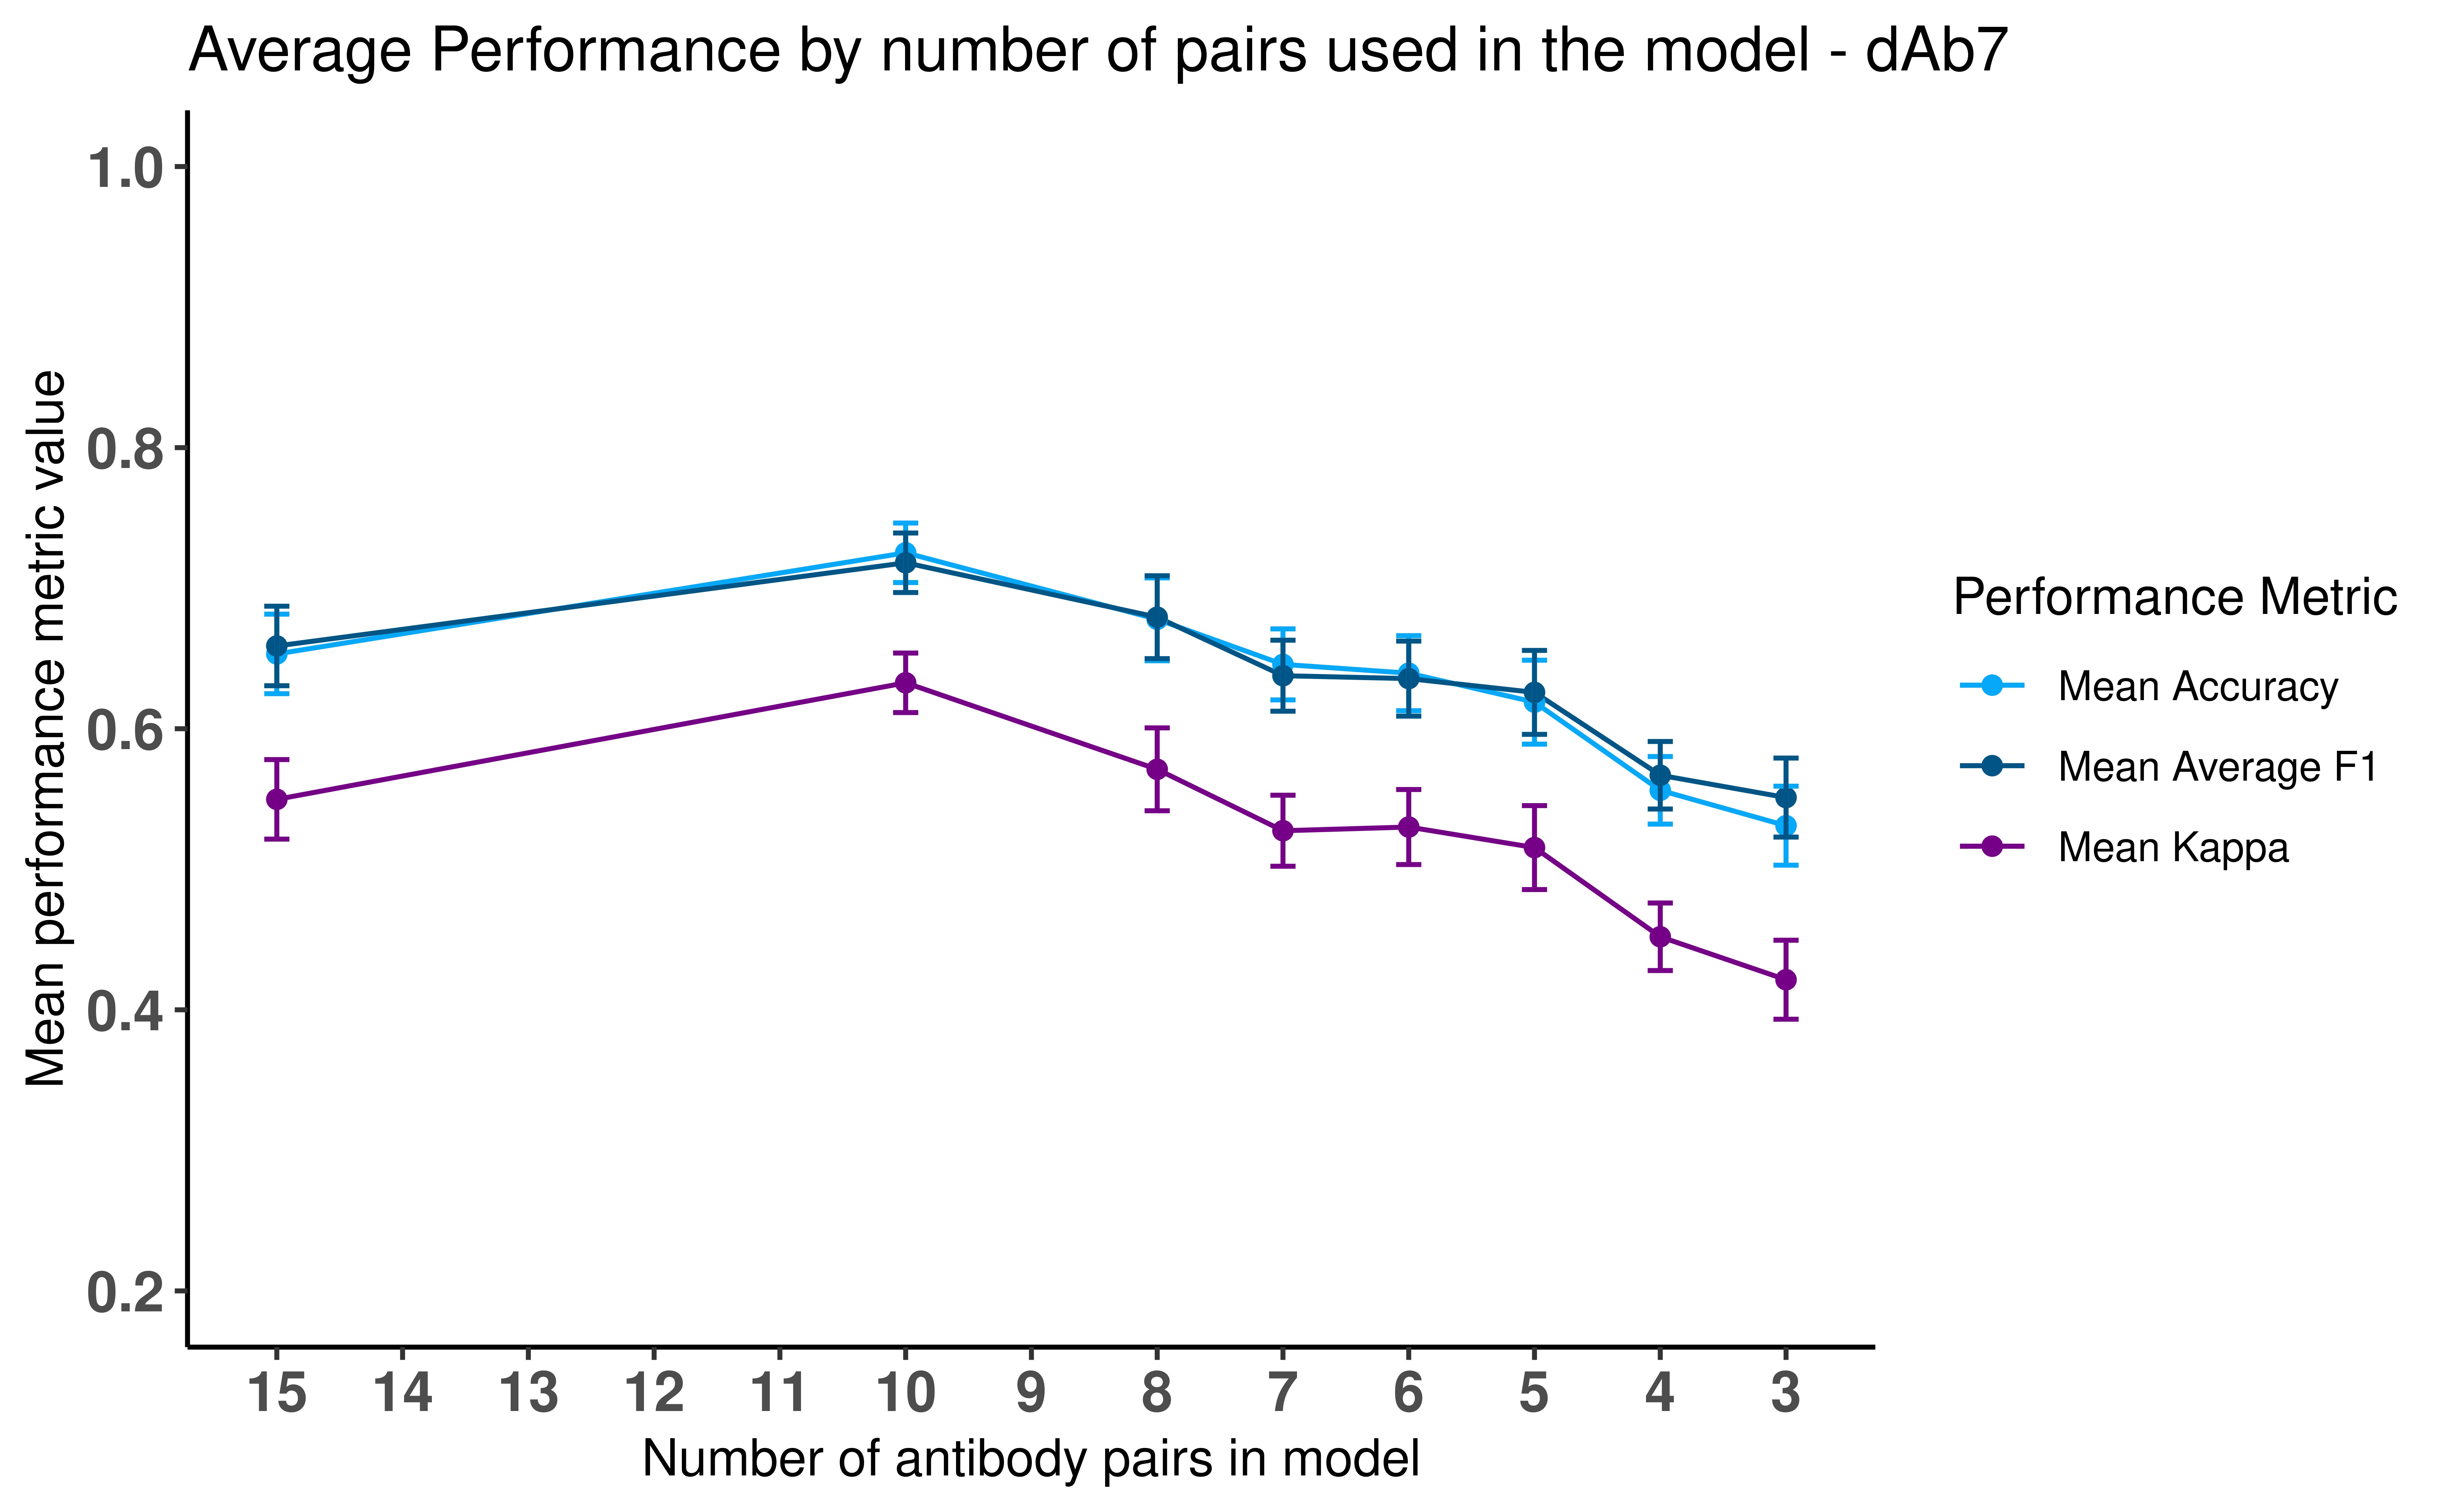 Average Performance by number of pairs used in the model - dAb7
Mean performance metric value
1.0
0.8
0.6
0.4
0.2
15 14 13 12 11 10 9 8 7 6 5 4 3
Number of antibody pairs in model
Performance Metric
Mean Accuracy
Mean Average F1
Mean Kappa